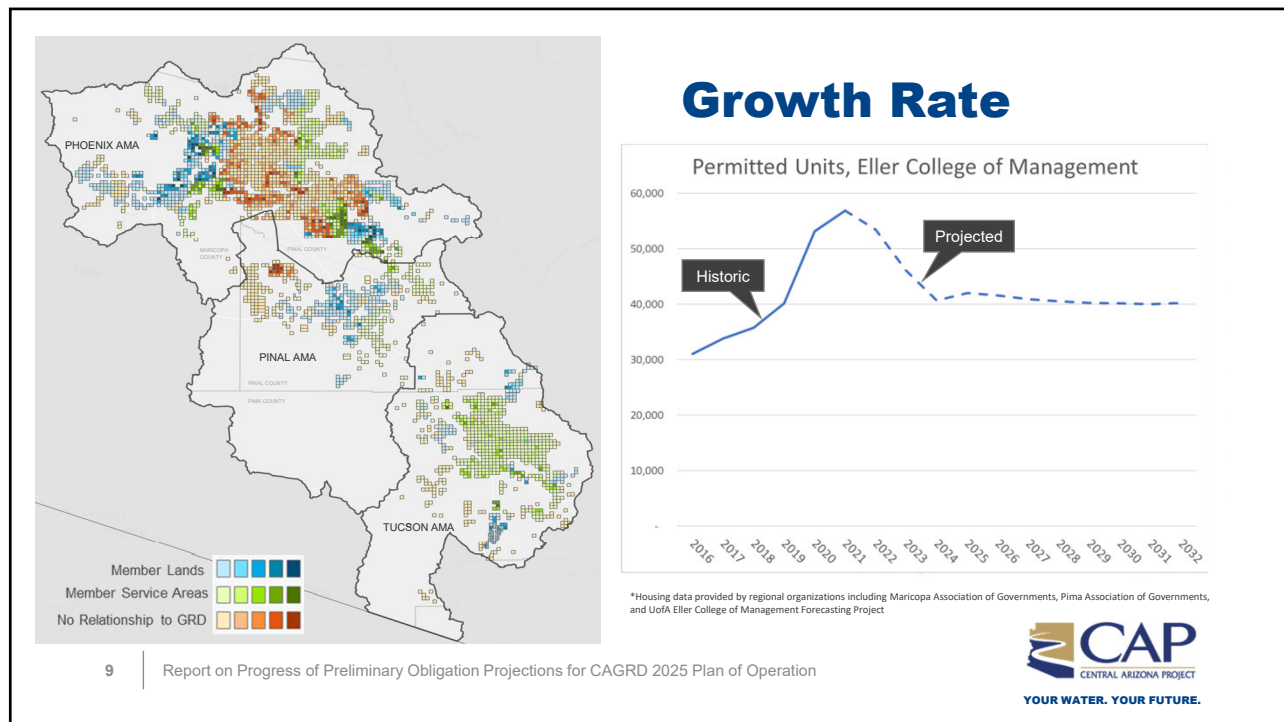 PHOENIX AMA
MARICOPA
COUNTY
PINAL COUNTY
PINAL AMA
PINAL COUNTY
PIMA COUNTY
TUCSON AMA
Member Lands
Member Service Areas
No Relationship to GRD
Growth Rate
Permitted Units, Eller College of Management
60,000
50,000
40,000
30,000
20,000
10,000
-
Historic
Projected
2016 2017 2018 2019 2020 2021 2022 2023 2024 2025 2026 2027 2028 2029 2030 2031 2032
*Housing data provided by regional organizations including Maricopa Association of Governments, Pima Association of Governments,
and UofA Eller College of Management Forecasting Project
9 Report on Progress of Preliminary Obligation Projections for CAGRD 2025 Plan of Operation
CAP
CENTRAL ARIZONA PROJECT
YOUR WATER. YOUR FUTURE.